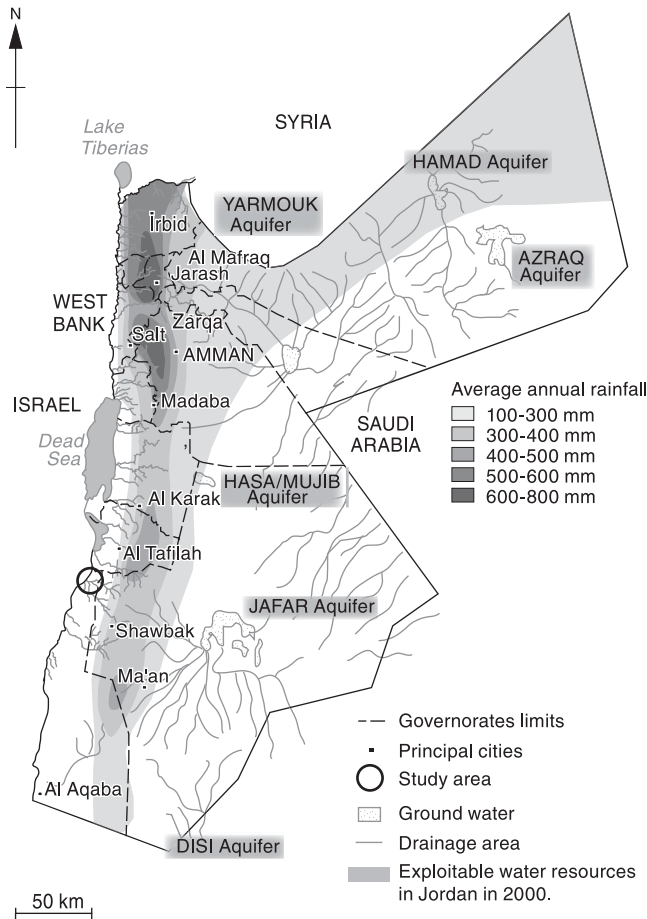 N
Lake
Tiberias
SYRIA
HAMAD Aquifer
YARMOUK
Aquifer
Irbid
AZRAQ
Aquifer
Al Mafraq
Jarash
WEST
BANK
Zarqa
Salt
AMMAN
Madaba
ISRAEL
Dead
Sea
SAUDI
ARABIA
Average annual rainfall
100-300 mm
300-400 mm
400-500 mm
500-600 mm
600-800 mm
HASA/MUJIB
Aquifer
Al Karak
Al Tafilah
JAFAR Aquifer
Shawbak
Ma'an
Al Aqaba
DISI Aquifer
Governorates limits
Principal cities
Study area
Ground water
Drainage area
Exploitable water resources
in Jordan in 2000.
50 km